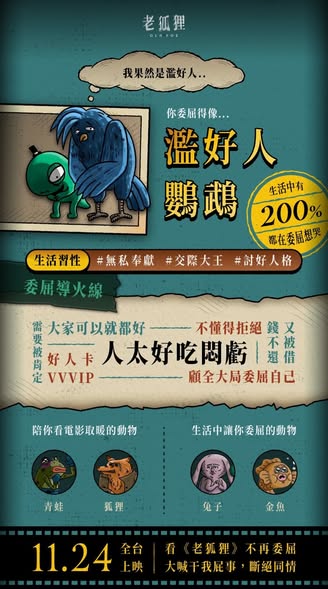 老狐狸
OLD FOX
我果然是濫好人..
你委屈得像...
濫好人
鸚鵡
生活中有
200%
都在委屈想哭
生活習性 #無私奉獻 #交際大王 #討好人格
委屈導火線
需要被肯定
大家可以就都好
不懂得拒絕
又被借錢不還
好人卡
VVVIP
人太好吃悶虧
顧全大局委屈自己
陪你看電影取暖的動物
生活中讓你委屈的動物
青蛙
狐狸
兔子
金魚
11.24
全台上映
看《老狐狸》不再委屈
大喊干我屁事,斷絕同情